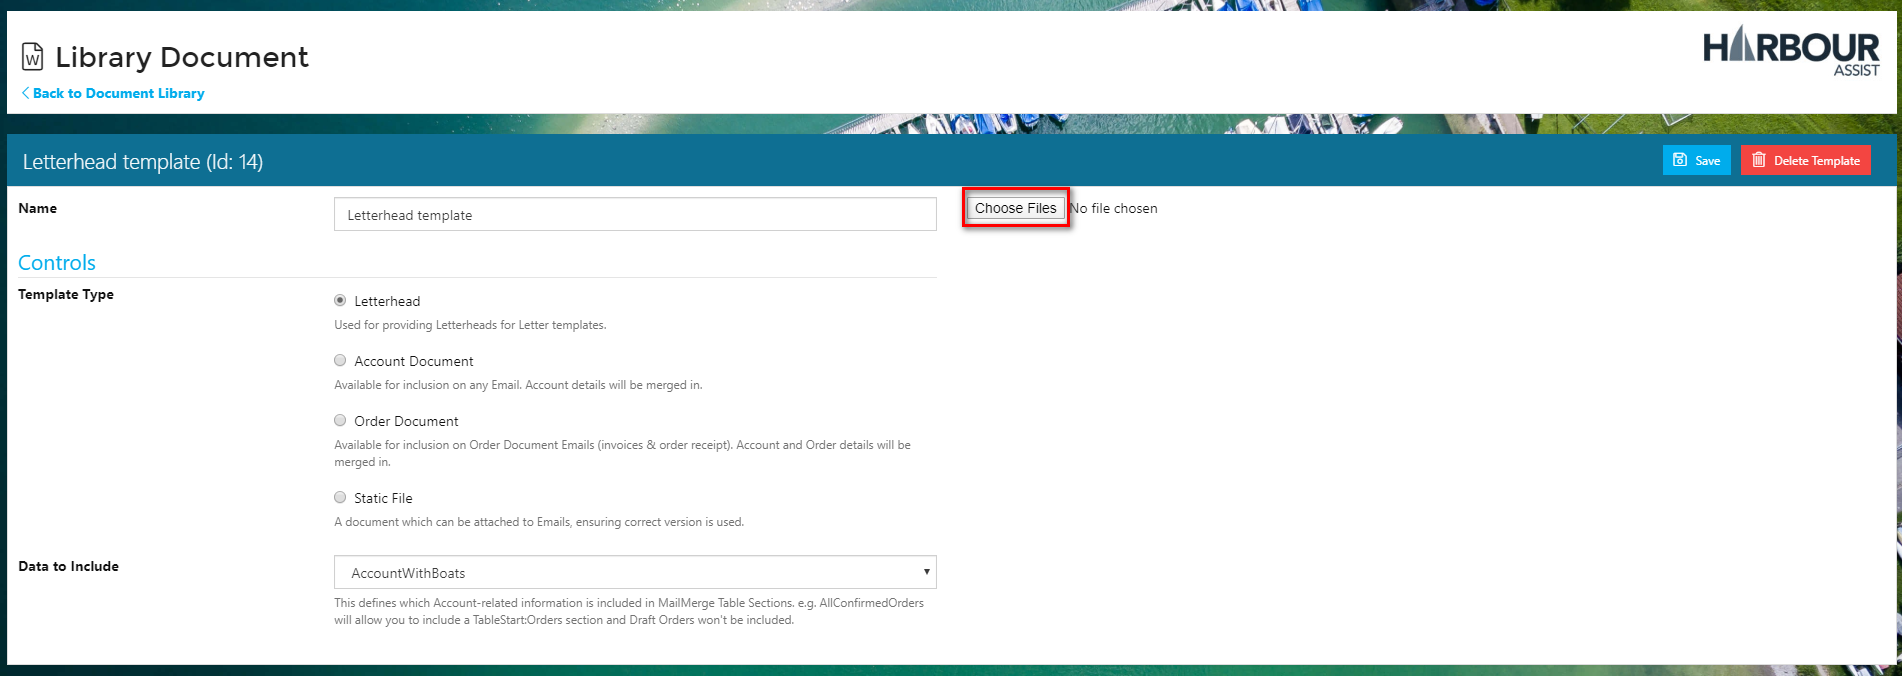 Library Document
HARBOUR
ASSIST
Back to Document Library
Letterhead template (Id: 14)
Save
Delete Template
Name
Letterhead template
Choose Files No file chosen
Controls
Template Type
Letterhead
Used for providing Letterheads for Letter templates.
Account Document
Available for inclusion on any Email. Account details will be merged in.
Order Document
Available for inclusion on Order Document Emails (invoices & order receipt). Account and Order details will be
merged in.
Static File
A document which can be attached to Emails, ensuring correct version is used.
Data to Include
AccountWithBoats
This defines which Account-related information is included in MailMerge Table Sections. e.g. AllConfirmedOrders
will allow you to include a TableStart:Orders section and Draft Orders won't be included.